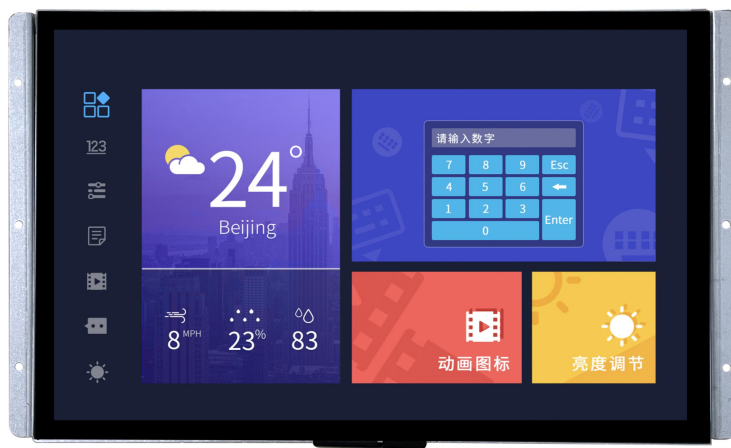 123
24°
Beijing
8 MPH
23%
83
请输入数字
7 8 9 Esc
4 5 6 ←
1 2 3 Enter
0
动画图标
亮度调节